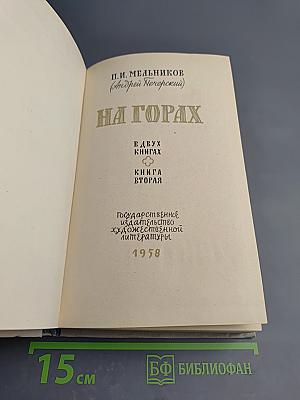 П.И. МЕЛЬНИКОВ
(Андрей Печерский)
НА ГОРАХ
В ДВУХ
КНИГАХ
КНИГА
ВТОРАЯ
Государственное
издательство
художественной
литературы
1958
15 см
БФ БИБЛИОФАН